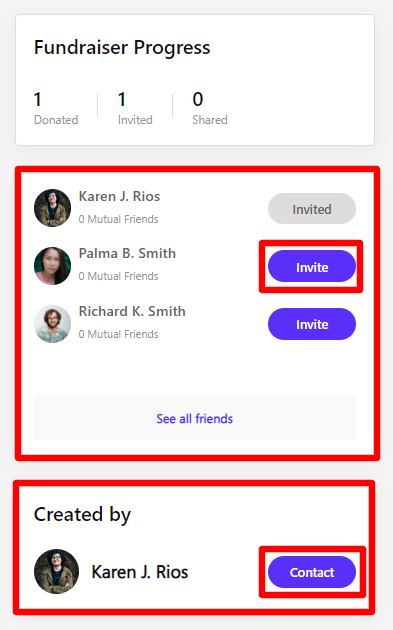 Fundraiser Progress
1 1 0
Donated Invited Shared
Karen J. Rios
0 Mutual Friends
Invited
Palma B. Smith
0 Mutual Friends
Invite
Richard K. Smith
0 Mutual Friends
Invite
See all friends
Created by
Karen J. Rios
Contact